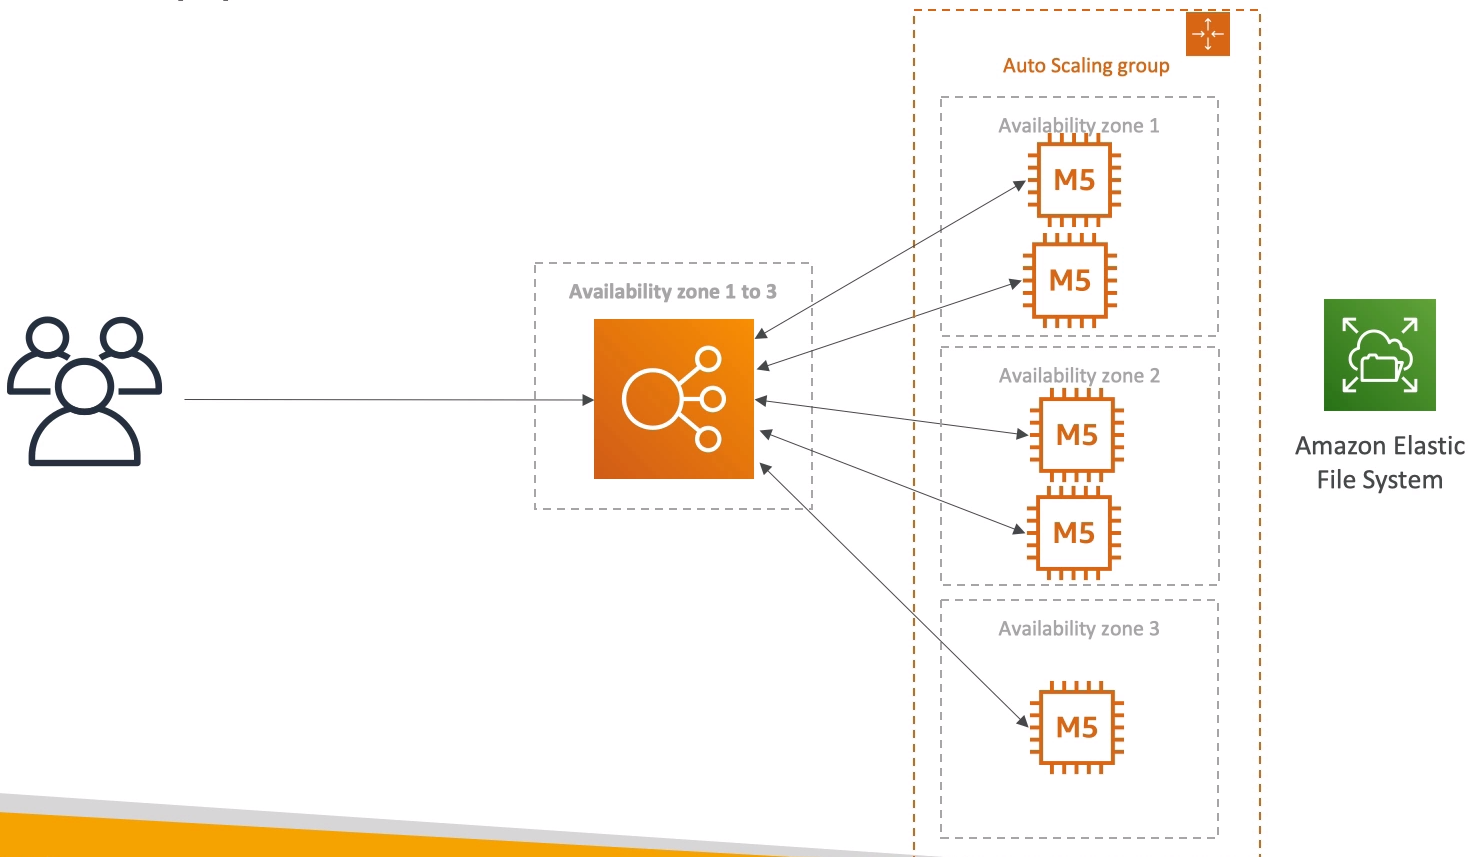 Auto Scaling group
Availability zone 1
M5
M5
Availability zone 1 to 3
Availability zone 2
M5
M5
Amazon Elastic
File System
Availability zone 3
M5